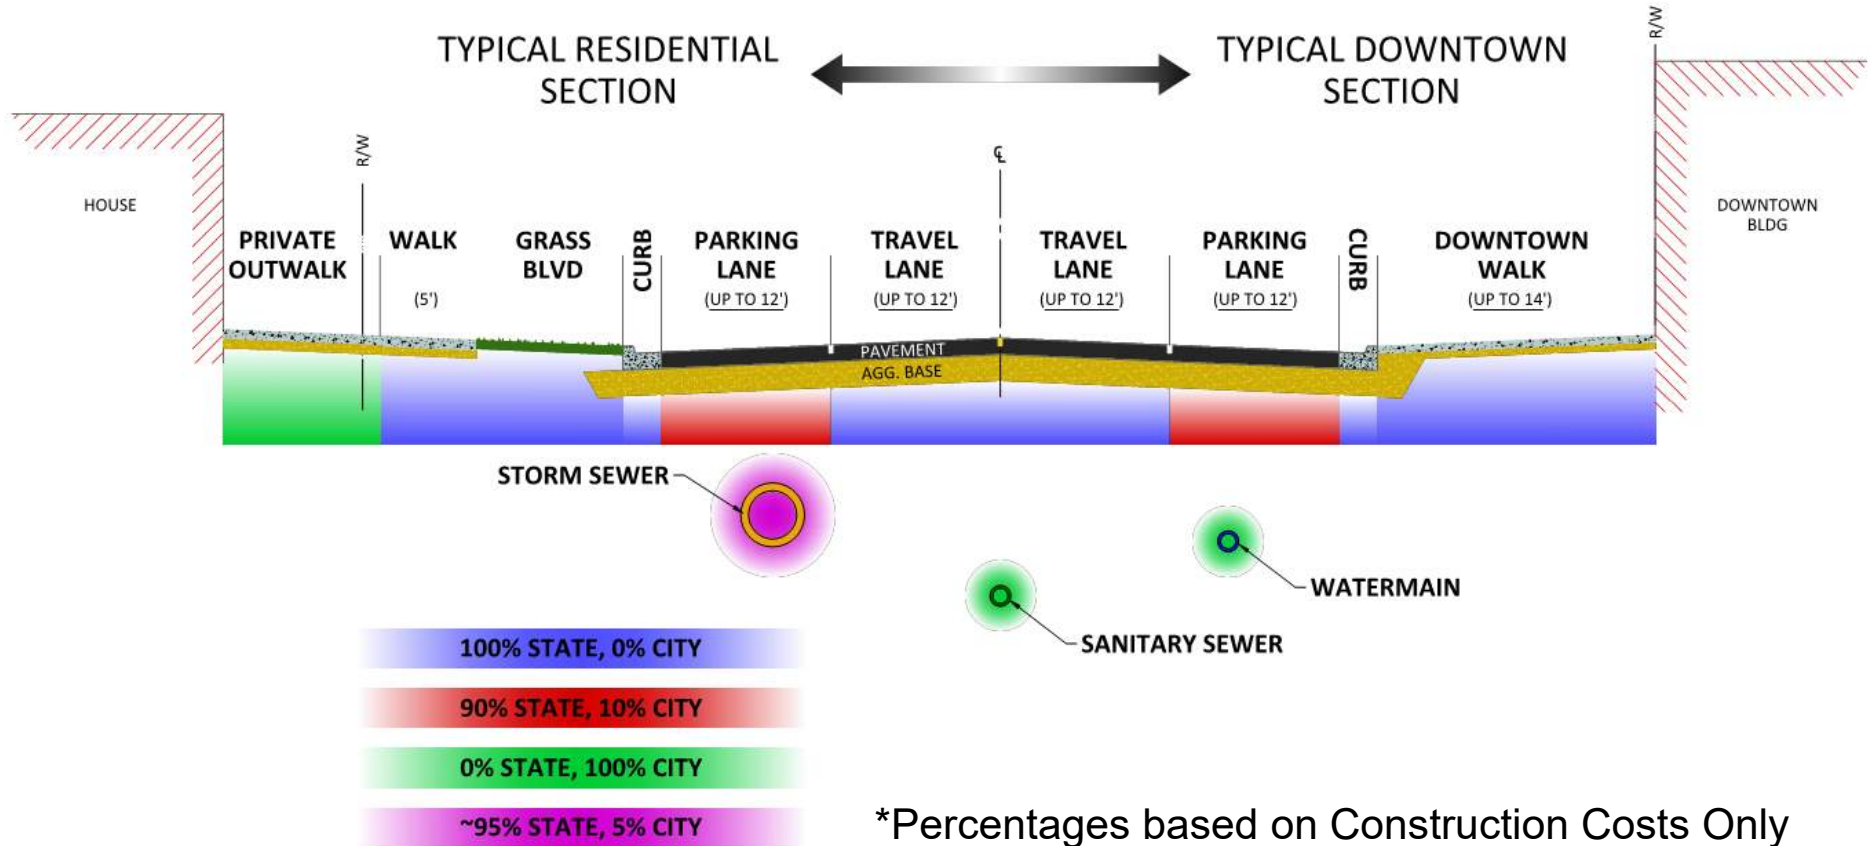 TYPICAL RESIDENTIAL
SECTION
TYPICAL DOWNTOWN
SECTION
R/W
R/W
℄
HOUSE
DOWNTOWN
BLDG
PRIVATE
OUTWALK
WALK
(5')
GRASS
BLVD
CURB
PARKING
LANE
(UP TO 12')
TRAVEL
LANE
(UP TO 12')
TRAVEL
LANE
(UP TO 12')
PARKING
LANE
(UP TO 12')
CURB
DOWNTOWN
WALK
(UP TO 14')
PAVEMENT
AGG. BASE
STORM SEWER
WATERMAIN
SANITARY SEWER
100% STATE, 0% CITY
90% STATE, 10% CITY
0% STATE, 100% CITY
~95% STATE, 5% CITY
*Percentages based on Construction Costs Only